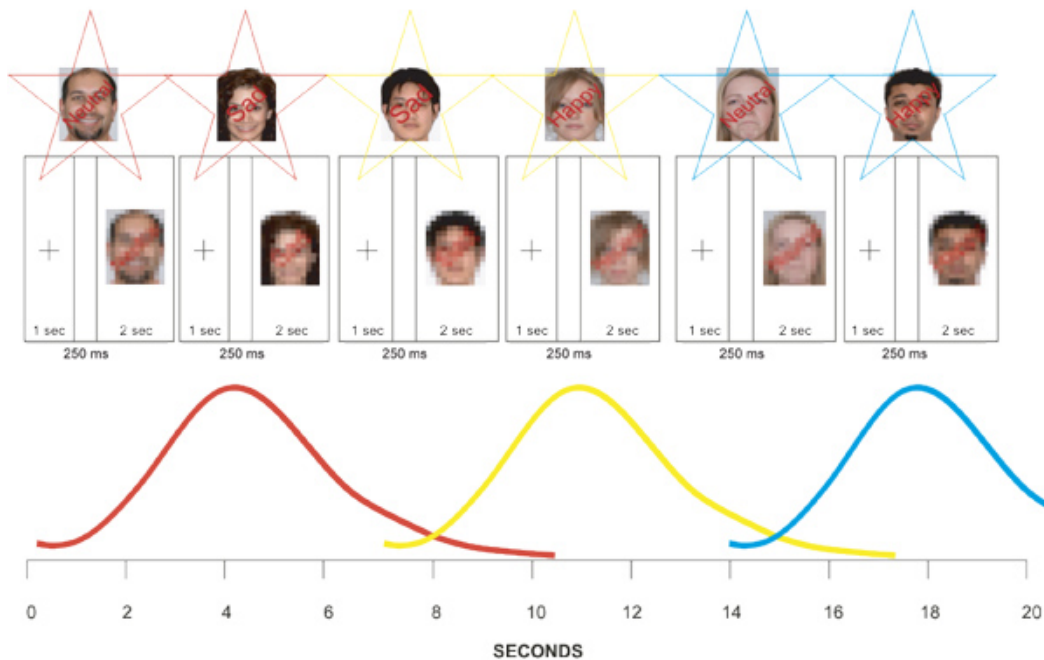 Neutral Sad Sad Happy Neutral Happy
+ + + + + +
1 sec 2 sec 1 sec 2 sec 1 sec 2 sec 1 sec 2 sec 1 sec 2 sec 1 sec 2 sec
250 ms 250 ms 250 ms 250 ms 250 ms 250 ms
0 2 4 6 8 10 12 14 16 18 20
SECONDS